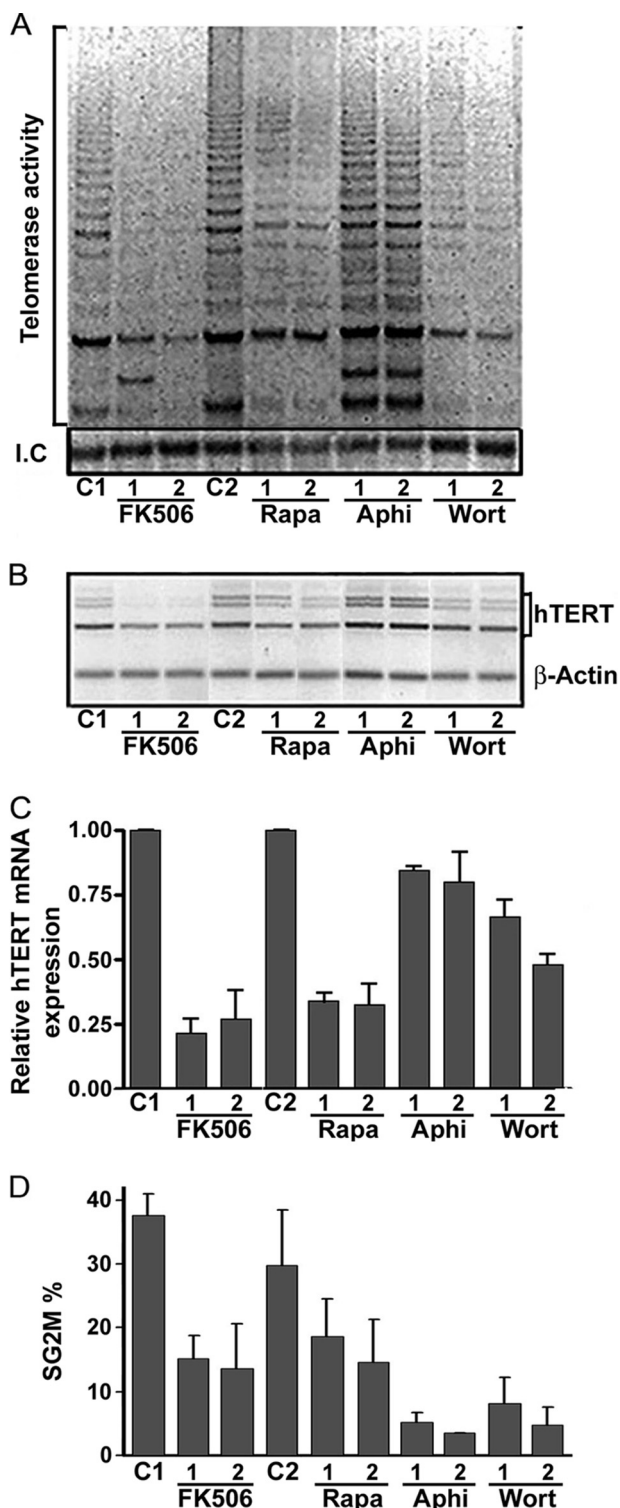 A
Telomerase activity
I.C
C1 1 2 C2 1 2 1 2 1 2
FK506 Rapa Aphi Wort
B
hTERT
β-Actin
C1 1 2 C2 1 2 1 2 1 2
FK506 Rapa Aphi Wort
C
Relative hTERT mRNA
expression
1.00
0.75
0.50
0.25
0.00
C1 1 2 C2 1 2 1 2 1 2
FK506 Rapa Aphi Wort
D
SG2M %
40
30
20
10
0
C1 1 2 C2 1 2 1 2 1 2
FK506 Rapa Aphi Wort